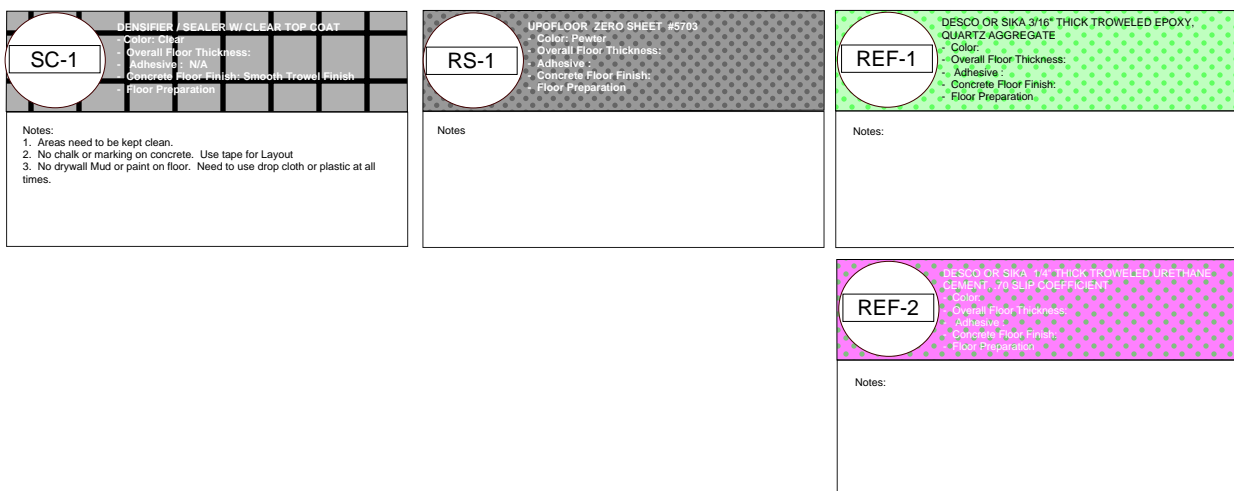 SC-1
DENSIFIER / SEALER W/ CLEAR TOP COAT
- Color: Clear
- Overall Floor Thickness:
- Adhesive : N/A
- Concrete Floor Finish: Smooth Trowel Finish
- Floor Preparation
Notes:
1. Areas need to be kept clean.
2. No chalk or marking on concrete. Use tape for Layout
3. No drywall Mud or paint on floor. Need to use drop cloth or plastic at all
times.
RS-1
UPOFLOOR ZERO SHEET #5703
- Color: Pewter
- Overall Floor Thickness:
- Adhesive :
- Concrete Floor Finish:
- Floor Preparation
Notes
REF-1
DESCO OR SIKA 3/16" THICK TROWELED EPOXY,
QUARTZ AGGREGATE
- Color:
- Overall Floor Thickness:
- Adhesive :
- Concrete Floor Finish:
- Floor Preparation
Notes:
REF-2
DESCO OR SIKA 1/4" THICK TROWELED URETHANE
CEMENT, .70 SLIP COEFFICIENT
- Color:
- Overall Floor Thickness:
- Adhesive :
- Concrete Floor Finish:
- Floor Preparation
Notes: